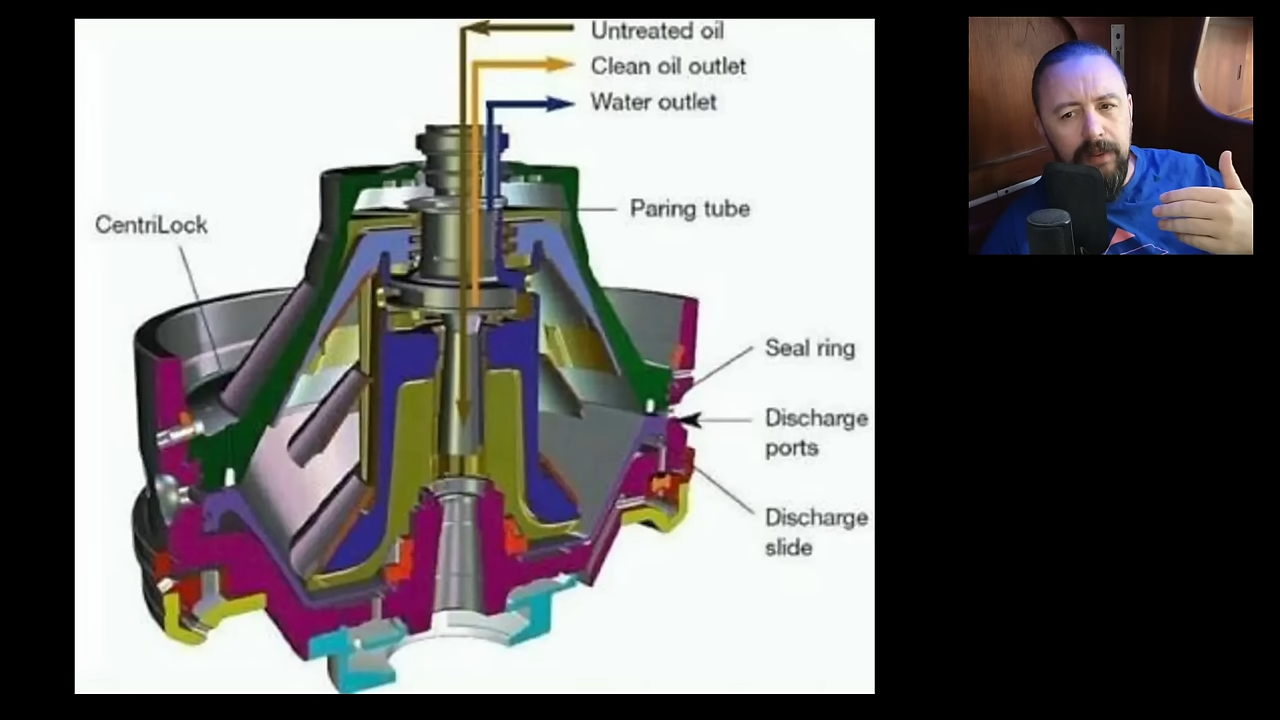 Untreated oil
Clean oil outlet
Water outlet
Paring tube
CentriLock
Seal ring
Discharge
ports
Discharge
slide